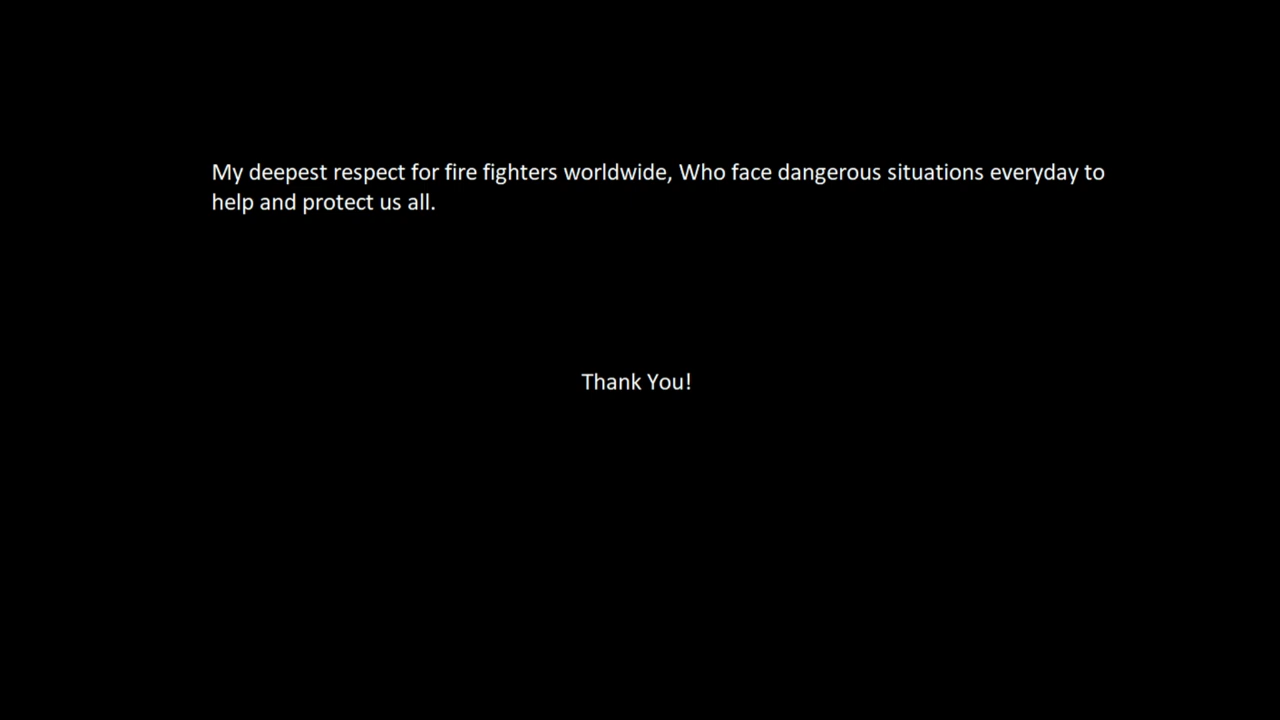 My deepest respect for fire fighters worldwide, Who face dangerous situations everyday to
help and protect us all.
Thank You!